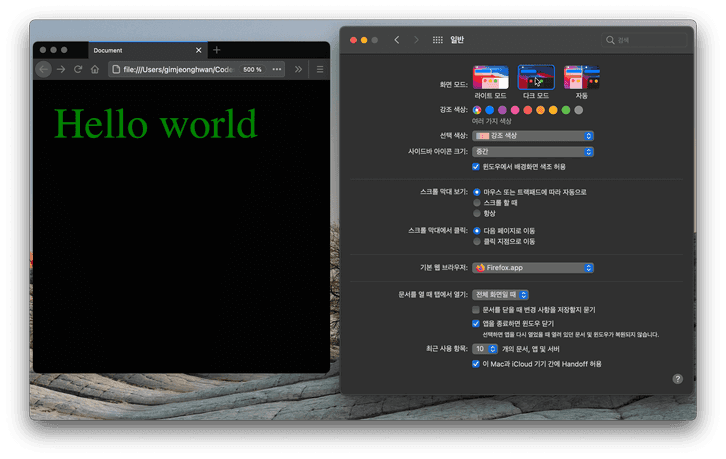 Document
file:///Users/gimjeonghwan/Code
500 %
Hello world
일반
검색
화면 모드:
라이트 모드
다크 모드
자동
강조 색상:
여러 가지 색상
선택 색상:
강조 색상
사이드바 아이콘 크기:
중간
윈도우에서 배경화면 색조 허용
스크롤 막대 보기:
마우스 또는 트랙패드에 따라 자동으로
스크롤 할 때
항상
스크롤 막대에서 클릭:
다음 페이지로 이동
클릭 지점으로 이동
기본 웹 브라우저:
Firefox.app
문서를 열 때 탭에서 열기:
전체 화면일 때
문서를 닫을 때 변경 사항을 저장할지 묻기
앱을 종료하면 윈도우 닫기
선택하면 앱을 다시 열었을 때 열려 있던 문서 및 윈도우가 복원되지 않습니다.
최근 사용 항목:
10
개의 문서, 앱 및 서버
이 Mac과 iCloud 기기 간에 Handoff 허용
?